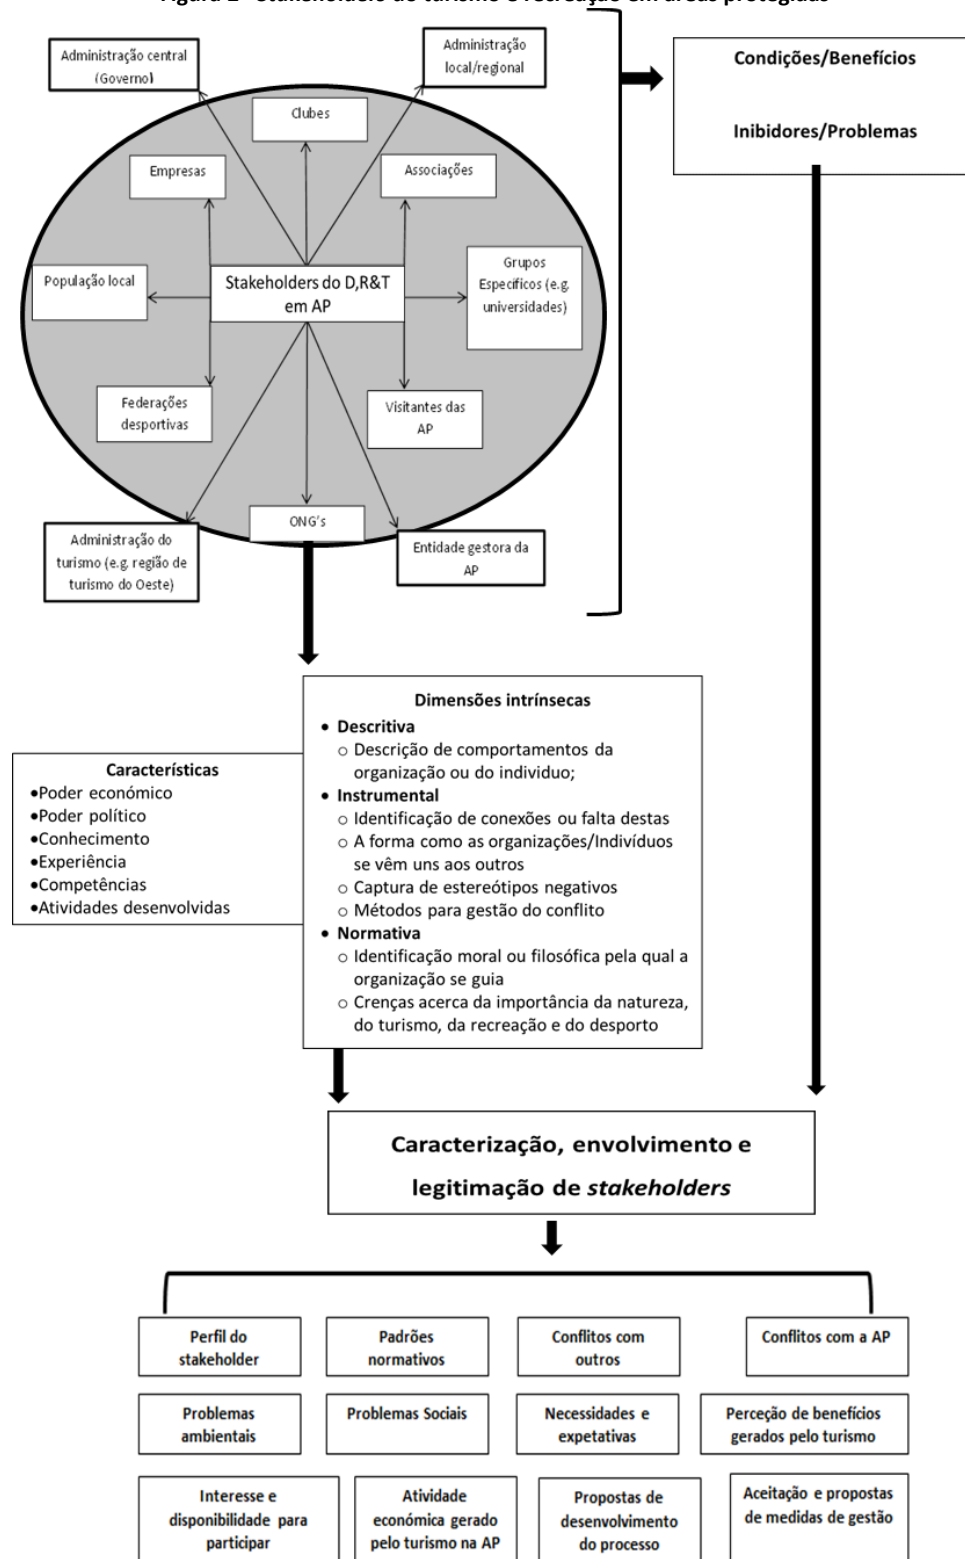 Administração central
(Governo)
Administração
local/regional
Clubes
Empresas
Associações
População local
Stakeholders do D,R&T
em AP
Grupos
Específicos (e.g.
universidades)
Federações
desportivas
Visitantes das
AP
ONG's
Administração do
turismo (e.g. região de
turismo do Oeste)
Entidade gestora da
AP
Condições/Benefícios
Inibidores/Problemas
Dimensões intrínsecas
• Descritiva
o Descrição de comportamentos da
organização ou do individuo;
• Instrumental
o Identificação de conexões ou falta destas
o A forma como as organizações/Indivíduos
se vêm uns aos outros
o Captura de estereótipos negativos
o Métodos para gestão do conflito
• Normativa
o Identificação moral ou filosófica pela qual a
organização se guia
o Crenças acerca da importância da natureza,
do turismo, da recreação e do desporto
Características
•Poder económico
•Poder político
•Conhecimento
•Experiência
•Competências
•Atividades desenvolvidas
Caracterização, envolvimento e
legitimação de stakeholders
Perfil do
stakeholder
Padrões
normativos
Conflitos com
outros
Conflitos com a AP
Problemas
ambientais
Problemas Sociais
Necessidades e
expetativas
Perceção de benefícios
gerados pelo turismo
Interesse e
disponibilidade para
participar
Atividade
económica gerado
pelo turismo na AP
Propostas de
desenvolvimento
do processo
Aceitação e propostas
de medidas de gestão